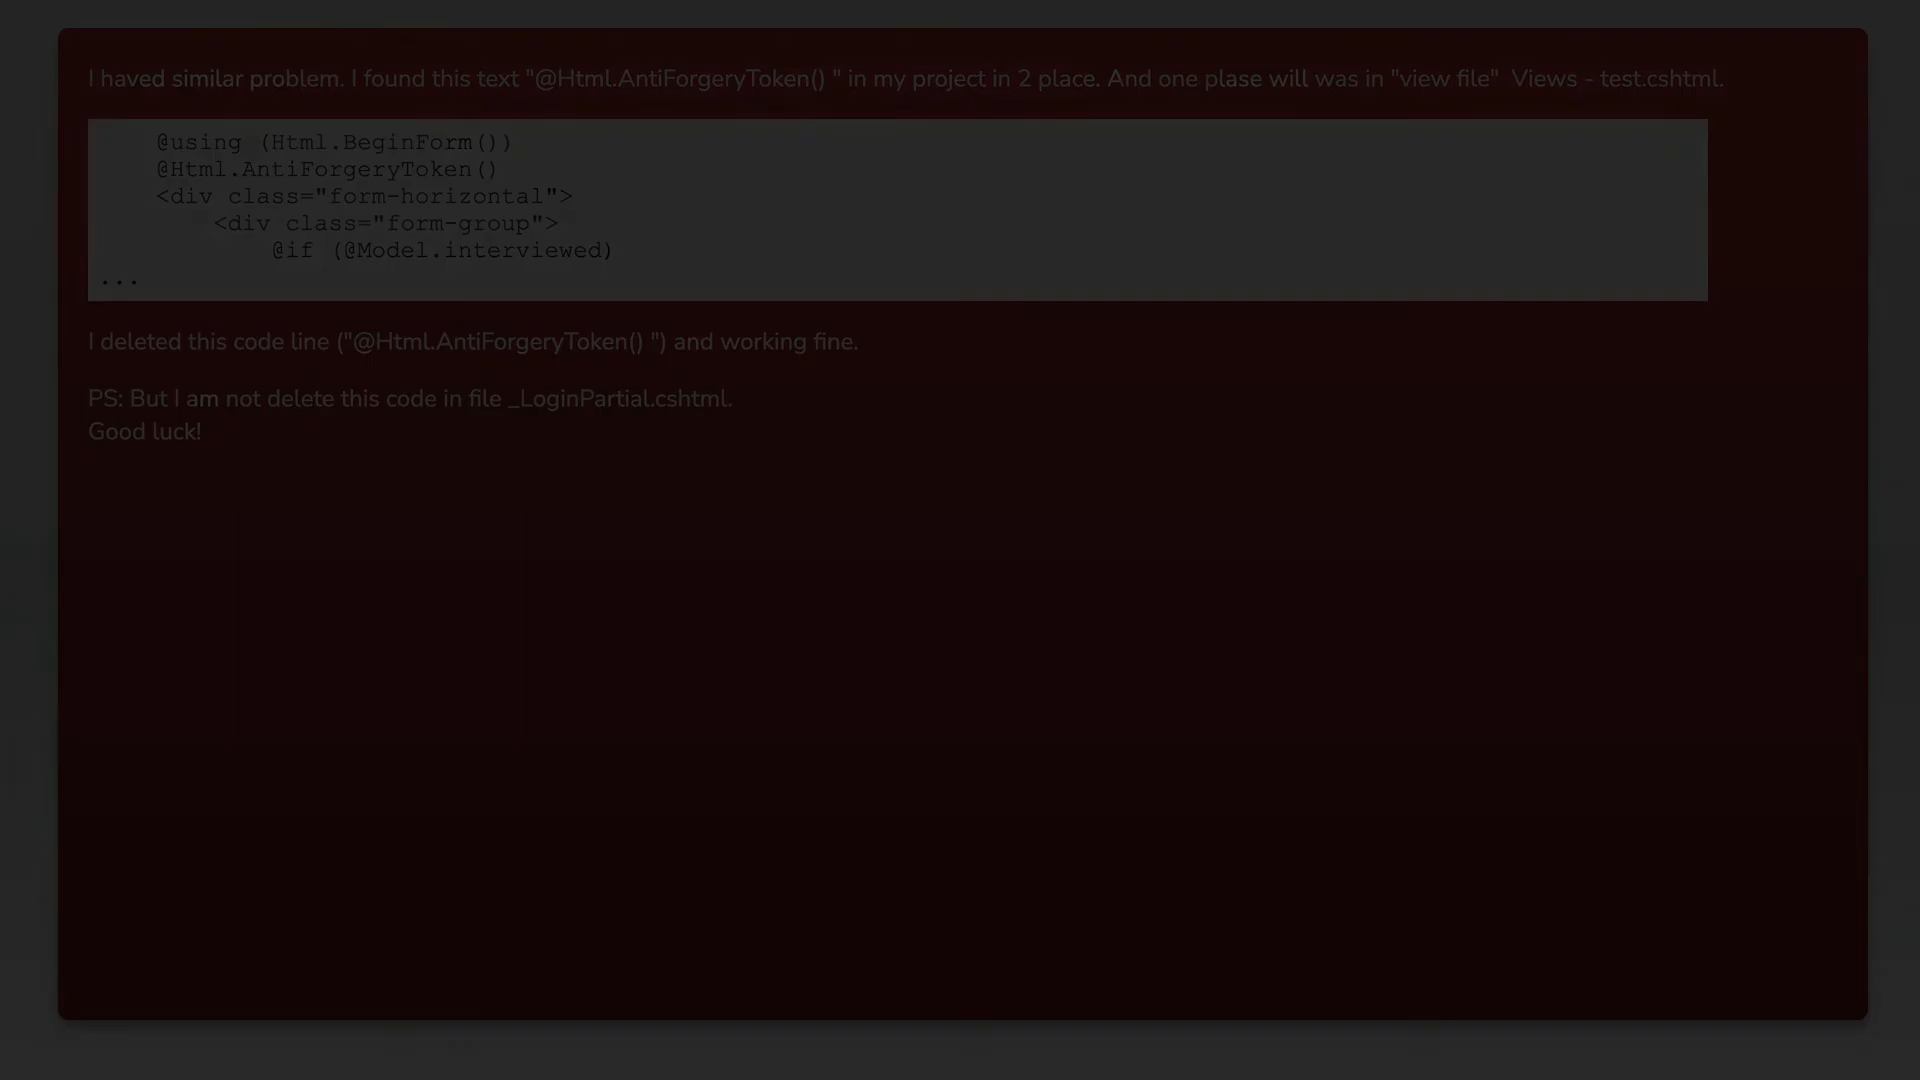 I haved similar problem. I found this text "@Html.AntiForgeryToken() " in my project in 2 place. And one plase will was in "view file"  Views - test.cshtml.
@using (Html.BeginForm())
@Html.AntiForgeryToken()
<div class="form-horizontal">
<div class="form-group">
@if (@Model.interviewed)
...
I deleted this code line ("@Html.AntiForgeryToken() ") and working fine.
PS: But I am not delete this code in file _LoginPartial.cshtml.
Good luck!